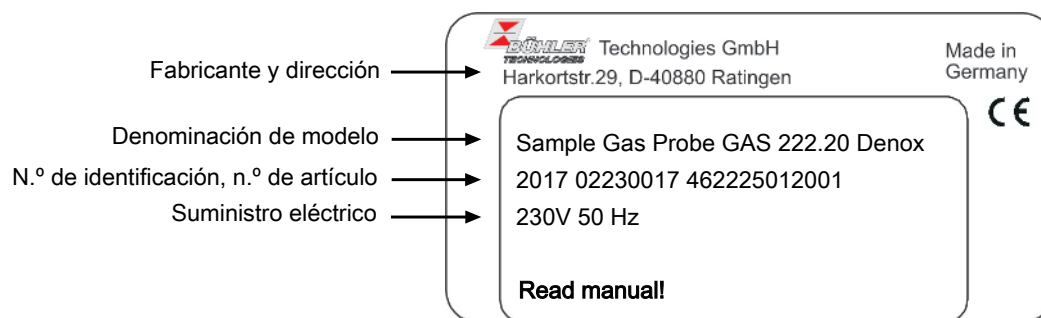 BÜHLER Technologies GmbH
TECHNOLOGIES
Harkortstr.29, D-40880 Ratingen
Made in
Germany
CE
Fabricante y dirección
Denominación de modelo
Sample Gas Probe GAS 222.20 Denox
N.º de identificación, n.º de artículo
2017 02230017 462225012001
Suministro eléctrico
230V 50 Hz
Read manual!